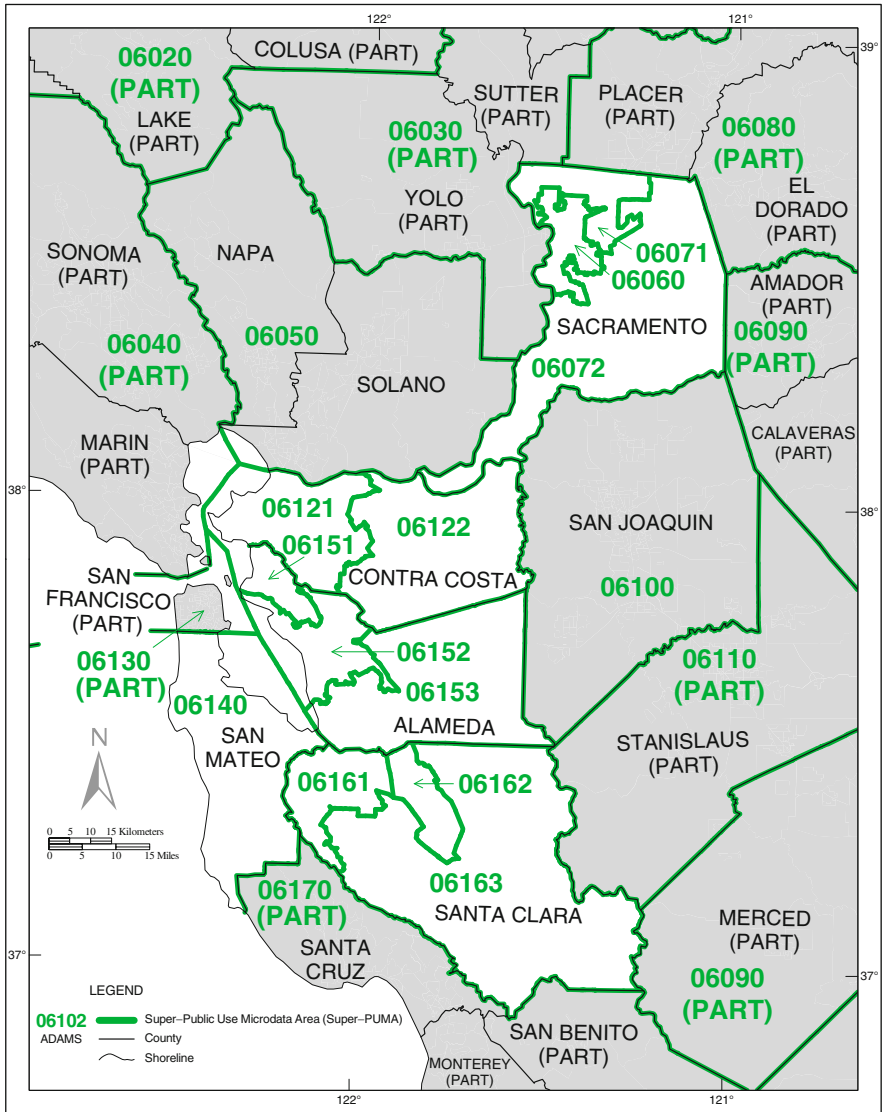 122°
121°
39°
39°
COLUSA (PART)
06020
(PART)
LAKE
(PART)
SUTTER
(PART)
PLACER
(PART)
06030
(PART)
YOLO
(PART)
06080
(PART)
EL
DORADO
(PART)
SONOMA
(PART)
NAPA
06071
06060
AMADOR
(PART)
SACRAMENTO
06040
(PART)
06050
06090
(PART)
SOLANO
06072
MARIN
(PART)
CALAVERAS
(PART)
38°
38°
06121
06122
SAN JOAQUIN
06151
CONTRA COSTA
SAN
FRANCISCO
(PART)
06100
06130
(PART)
06152
06110
(PART)
06140
06153
ALAMEDA
N
SAN
MATEO
STANISLAUS
(PART)
06161
06162
0 5 10 15 Kilometers
0 5 10 15 Miles
06163
06170
(PART)
SANTA CLARA
MERCED
(PART)
SANTA
CRUZ
37°
37°
06090
(PART)
LEGEND
06102 Super–Public Use Microdata Area (Super-PUMA)
ADAMS County
Shoreline
SAN BENITO
(PART)
MONTEREY
(PART)
122°
121°